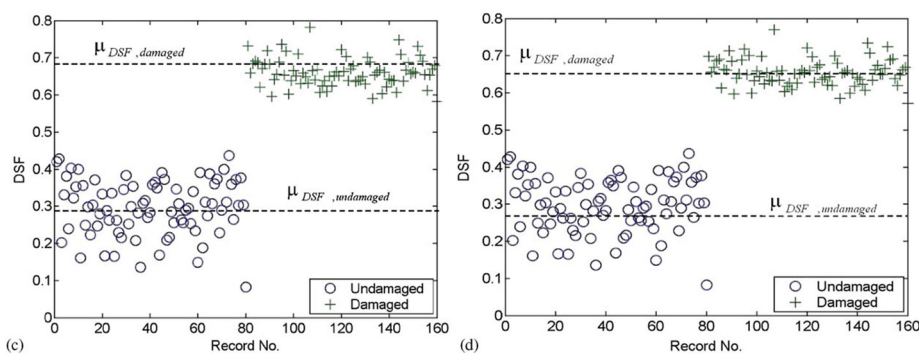 0.8
0.7
0.6
0.5
0.4
0.3
0.2
0.1
0
DSF
μ DSF, damaged
μ DSF, undamaged
Undamaged
Damaged
0 20 40 60 80 100 120 140 160
(c) Record No.
0.8
0.7
0.6
0.5
0.4
0.3
0.2
0.1
0
DSF
μ DSF, damaged
μ DSF, undamaged
Undamaged
Damaged
0 20 40 60 80 100 120 140 160
(d) Record No.